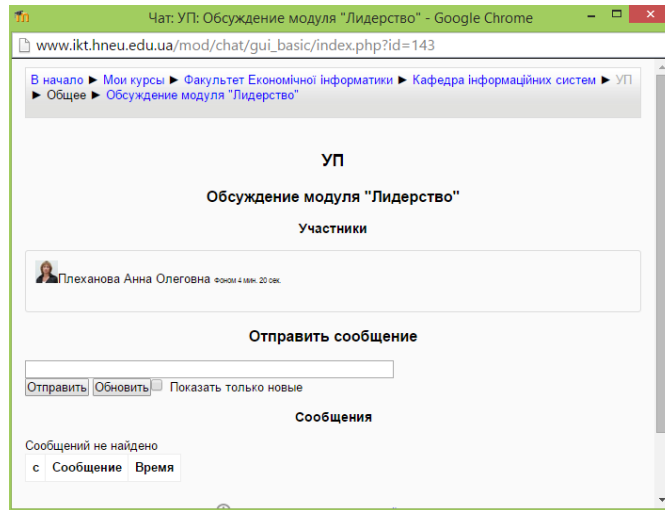 Чат: УП: Обсуждение модуля "Лидерство" - Google Chrome
www.ikt.hneu.edu.ua/mod/chat/gui_basic/index.php?id=143
В начало ► Мои курсы ► Факультет Економічної інформатики ► Кафедра інформаційних систем ► УП
► Общее ► Обсуждение модуля "Лидерство"
УП
Обсуждение модуля "Лидерство"
Участники
Плеханова Анна Олеговна Фоном 4 мин. 20 сек.
Отправить сообщение
Отправить Обновить Показать только новые
Сообщения
Сообщений не найдено
с Сообщение Время